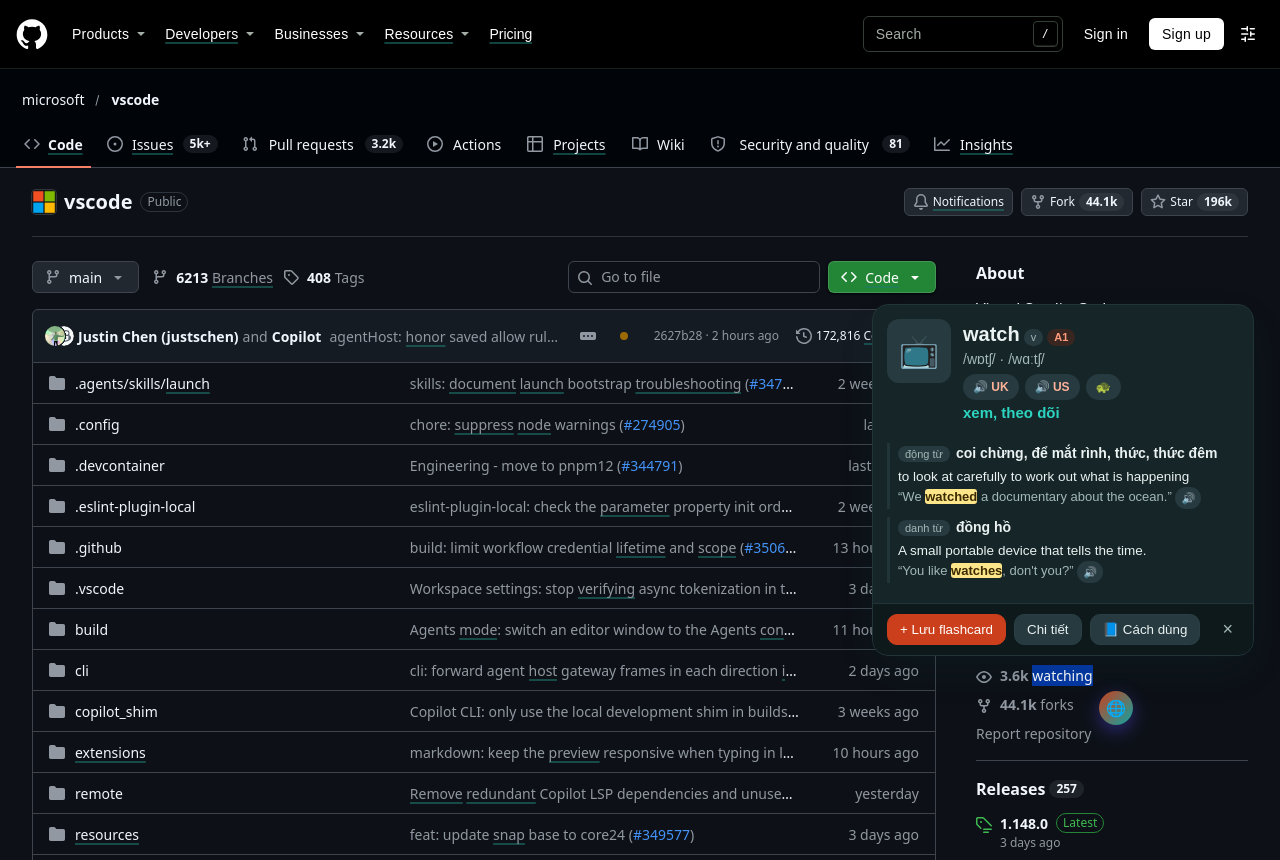 Products Developers Businesses Resources Pricing Search / Sign in Sign up
microsoft / vscode
Code Issues 5k+ Pull requests 3.2k Actions Projects Wiki Security and quality 81 Insights
vscode Public Notifications Fork 44.1k Star 196k
main 6213 Branches 408 Tags Go to file Code
About
Justin Chen (justschen) and Copilot agentHost: honor saved allow rul... 2627b28 · 2 hours ago 172,816
.agents/skills/launch skills: document launch bootstrap troubleshooting (#347...
.config chore: suppress node warnings (#274905)
.devcontainer Engineering - move to pnpm12 (#344791) last
.eslint-plugin-local eslint-plugin-local: check the parameter property init ord...
.github build: limit workflow credential lifetime and scope (#3506... 13
.vscode Workspace settings: stop verifying async tokenization in t... 3
build Agents mode: switch an editor window to the Agents con... 11
cli cli: forward agent host gateway frames in each direction i... 2 days ago
copilot_shim Copilot CLI: only use the local development shim in builds... 3 weeks ago
extensions markdown: keep the preview responsive when typing in l... 10 hours ago
remote Remove redundant Copilot LSP dependencies and unuse... yesterday
resources feat: update snap base to core24 (#349577) 3 days ago
watch v A1
/wɒtʃ/ · /wɑːtʃ/
UK US
xem, theo dõi
động từ coi chừng, để mắt rình, thức, thức đêm
to look at carefully to work out what is happening
“We watched a documentary about the ocean.”
danh từ đồng hồ
A small portable device that tells the time.
“You like watches, don't you?”
+ Lưu flashcard Chi tiết Cách dùng ×
3.6k watching
44.1k forks
Report repository
Releases 257
1.148.0 Latest
3 days ago